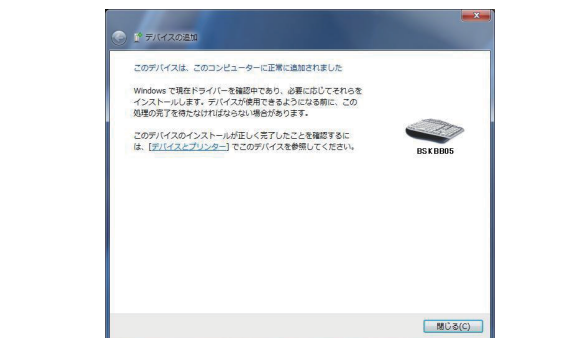 デバイスの追加
このデバイスは、このコンピューターに正常に追加されました
Windows で現在ドライバーを確認中であり、必要に応じてそれらを
インストールします。デバイスが使用できるようになる前に、この
処理の完了を待たなければならない場合があります。
このデバイスのインストールが正しく完了したことを確認するに
は、[デバイスとプリンター] でこのデバイスを参照してください。
BSKBB05
閉じる(C)